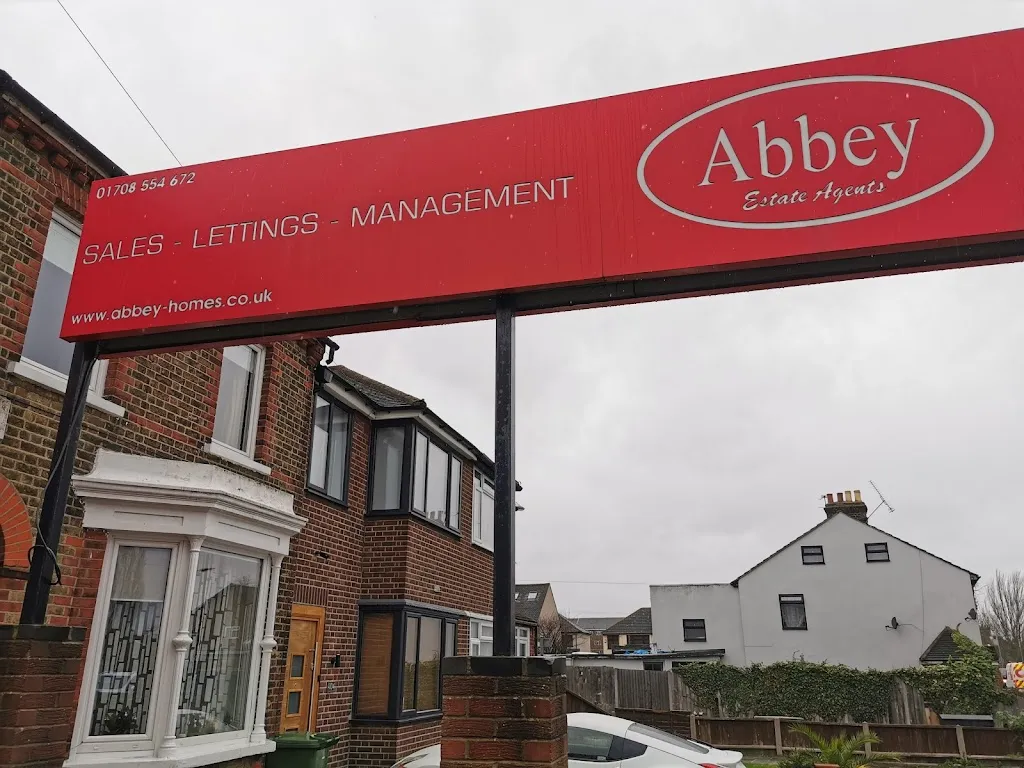 01708 554 672
SALES - LETTINGS - MANAGEMENT
www.abbey-homes.co.uk
Abbey
Estate Agents